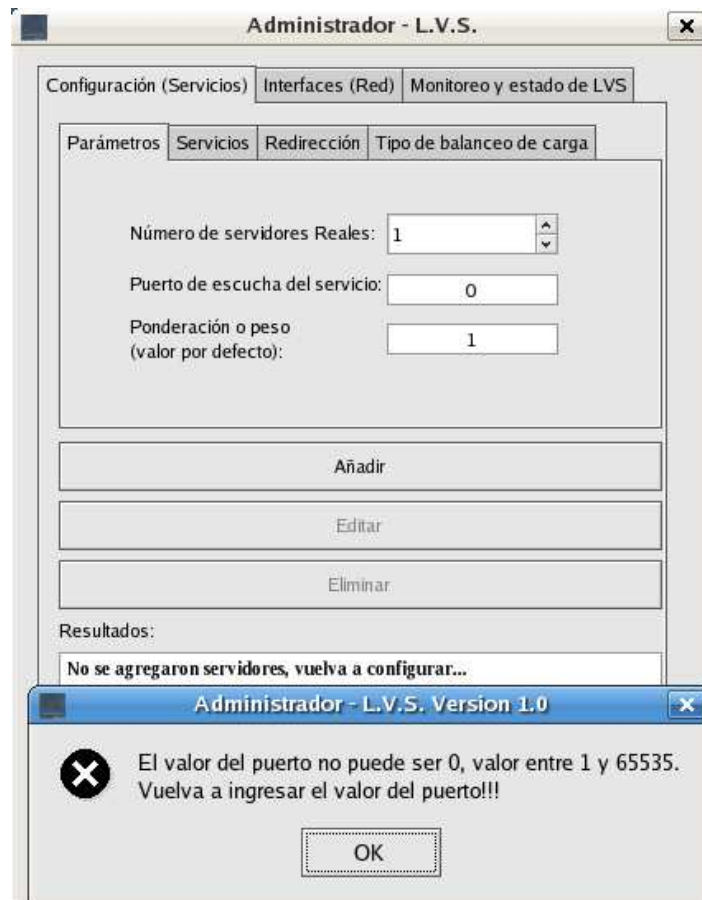 Administrador - L.V.S.
Configuración (Servicios) Interfaces (Red) Monitoreo y estado de LVS
Parámetros Servicios Redirección Tipo de balanceo de carga
Número de servidores Reales: 1
Puerto de escucha del servicio: 0
Ponderación o peso
(valor por defecto): 1
Añadir
Editar
Eliminar
Resultados:
No se agregaron servidores, vuelva a configurar...
Administrador - L.V.S. Version 1.0
El valor del puerto no puede ser 0, valor entre 1 y 65535.
Vuelva a ingresar el valor del puerto!!!
OK